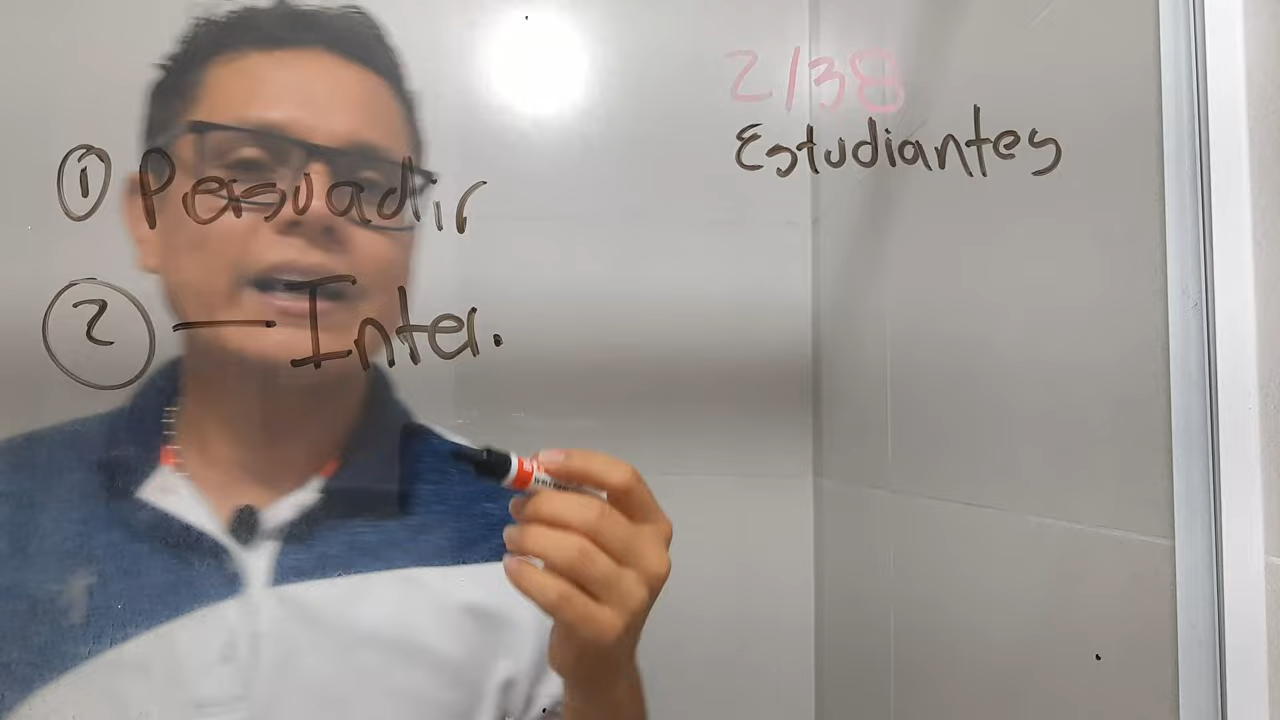 2/38
Estudiantes
① Persuadir
② — Inter.